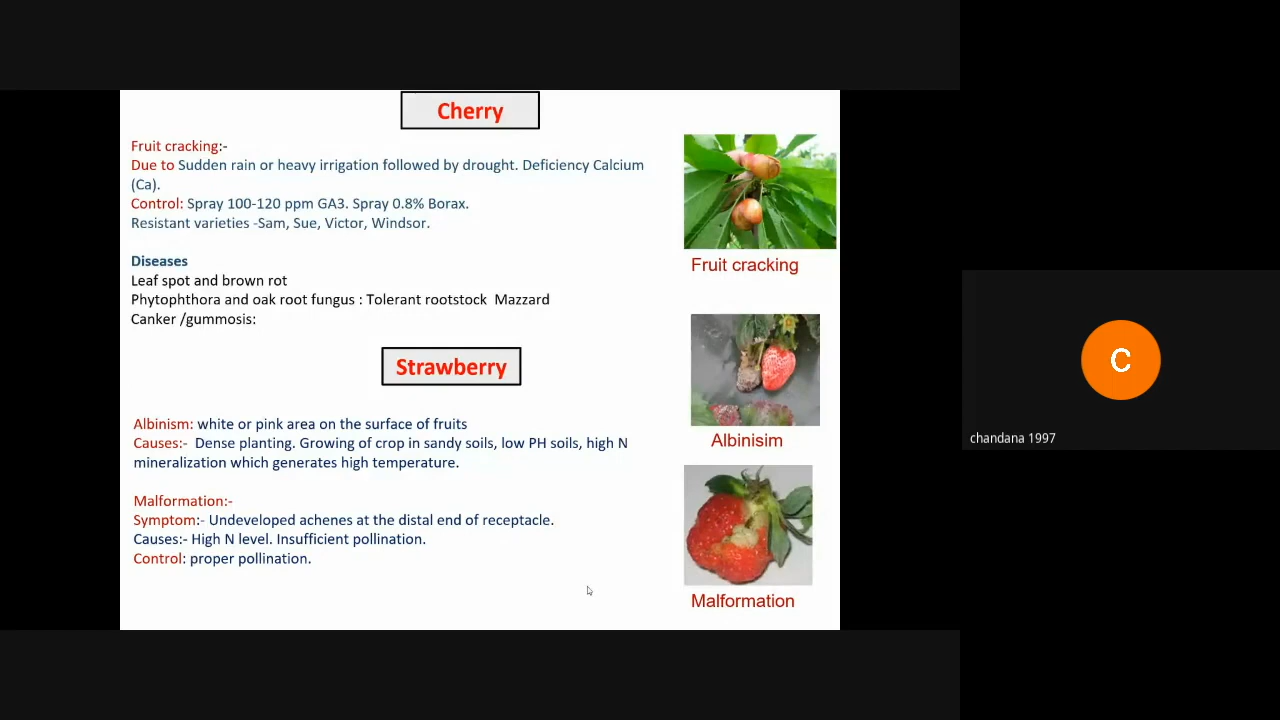 Cherry
Fruit cracking:-
Due to Sudden rain or heavy irrigation followed by drought. Deficiency Calcium
(Ca).
Control: Spray 100-120 ppm GA3. Spray 0.8% Borax.
Resistant varieties -Sam, Sue, Victor, Windsor.
Fruit cracking
Diseases
Leaf spot and brown rot
Phytophthora and oak root fungus : Tolerant rootstock Mazzard
Canker /gummosis:
Strawberry
Albinism: white or pink area on the surface of fruits
Causes:- Dense planting. Growing of crop in sandy soils, low PH soils, high N
mineralization which generates high temperature.
Albinisim
Malformation:-
Symptom:- Undeveloped achenes at the distal end of receptacle.
Causes:- High N level. Insufficient pollination.
Control: proper pollination.
Malformation
C
chandana 1997